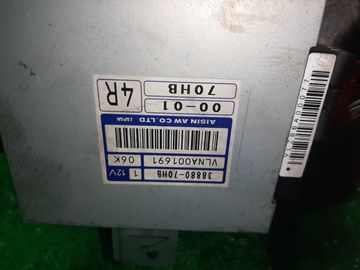 38880-70HB 1 12V
VLNA001691 06K
AISIN AW CO.,LTD. JAPAN
00-01
70HB
4R